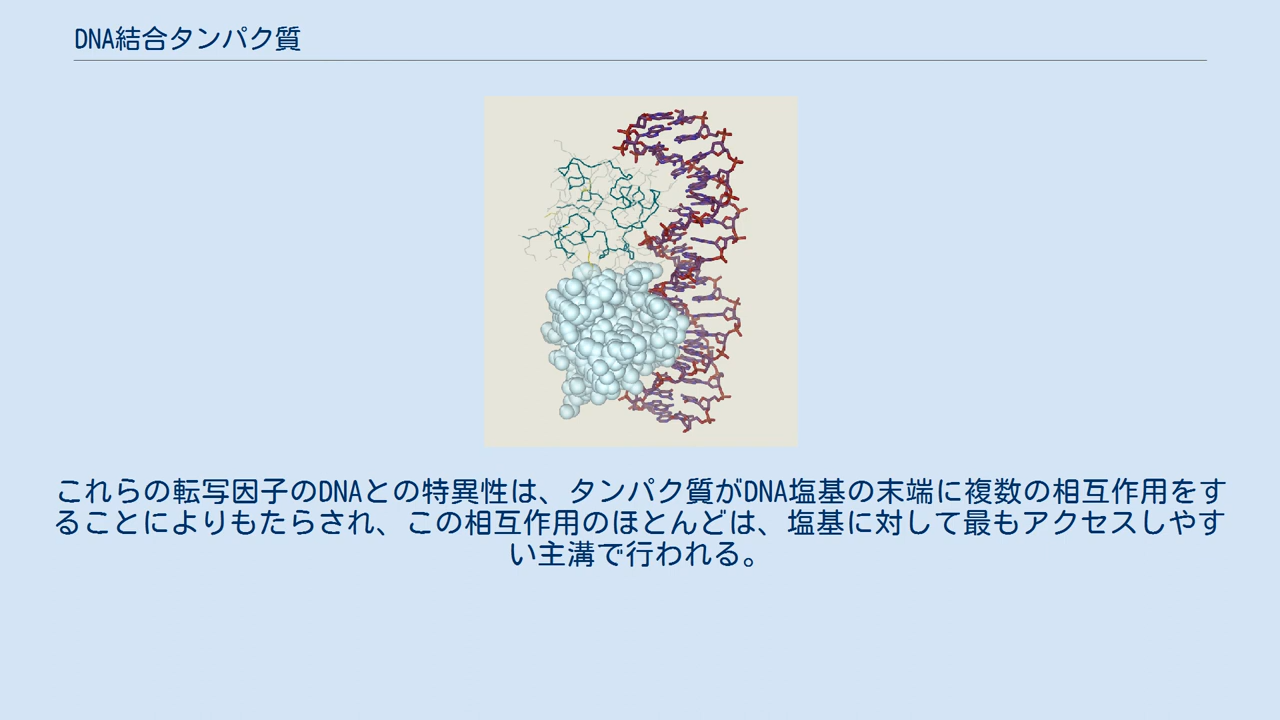 DNA結合タンパク質
これらの転写因子のDNAとの特異性は、タンパク質がDNA塩基の末端に複数の相互作用をす
ることによりもたらされ、この相互作用のほとんどは、塩基に対して最もアクセスしやす
い主溝で行われる。